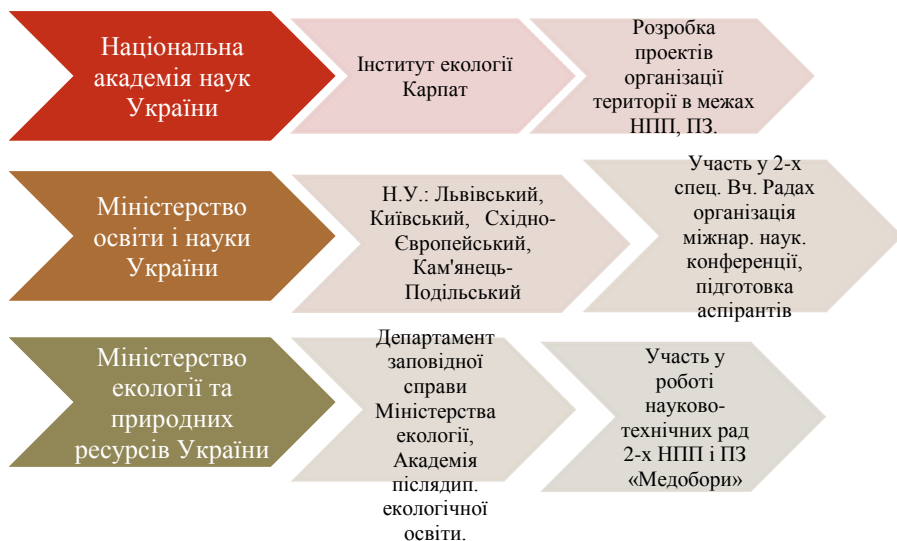 Національна
академія наук
України
Інститут екології
Карпат
Розробка
проектів
організації
території в межах
НПП, ПЗ.
Міністерство
освіти і науки
України
Н.У.: Львівський,
Київський, Східно-
Європейський,
Кам'янець-
Подільський
Участь у 2-х
спец. Вч. Радах
організація
міжнар. наук.
конференції,
підготовка
аспірантів
Міністерство
екології та
природних
ресурсів України
Департамент
заповідної
справи
Міністерства
екології,
Академія
післядип.
екологічної
освіти.
Участь у
роботі
науково-
технічних рад
2-х НПП і ПЗ
«Медобори»